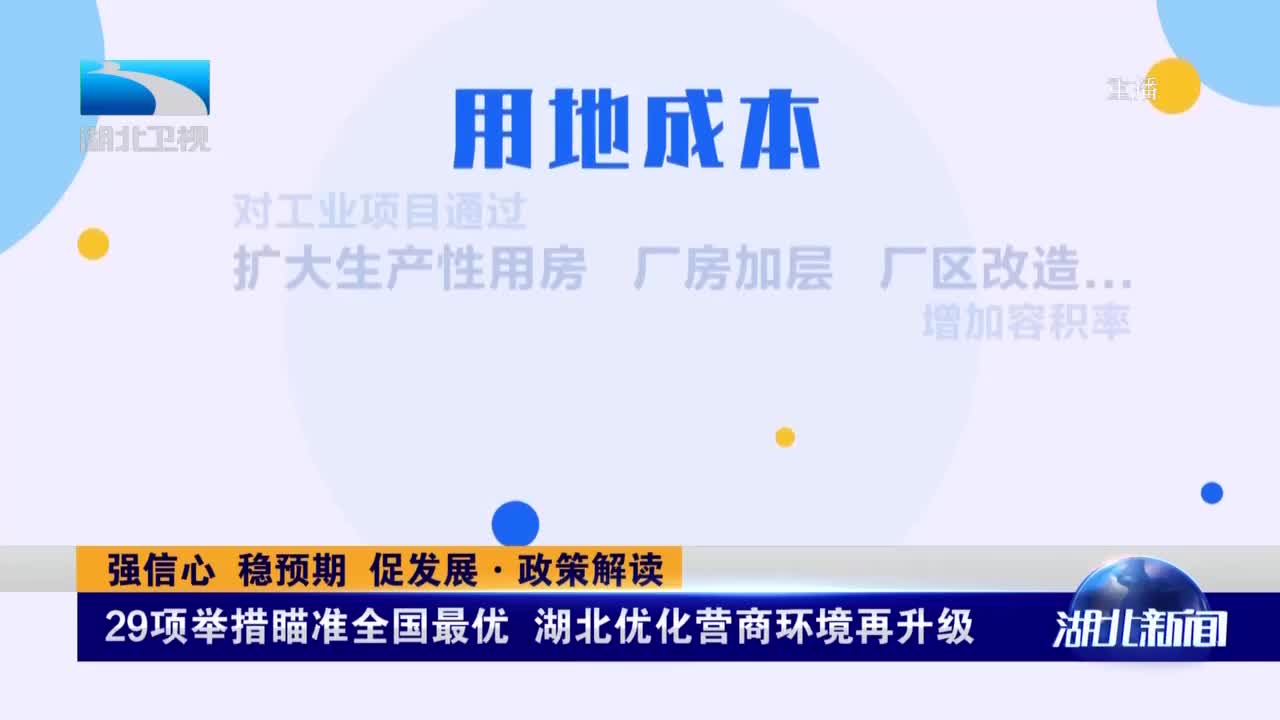 湖北卫视
主播
用地成本
对工业项目通过
扩大生产性用房 厂房加层 厂区改造...
增加容积率
强信心 稳预期 促发展·政策解读
29项举措瞄准全国最优 湖北优化营商环境再升级
湖北新闻